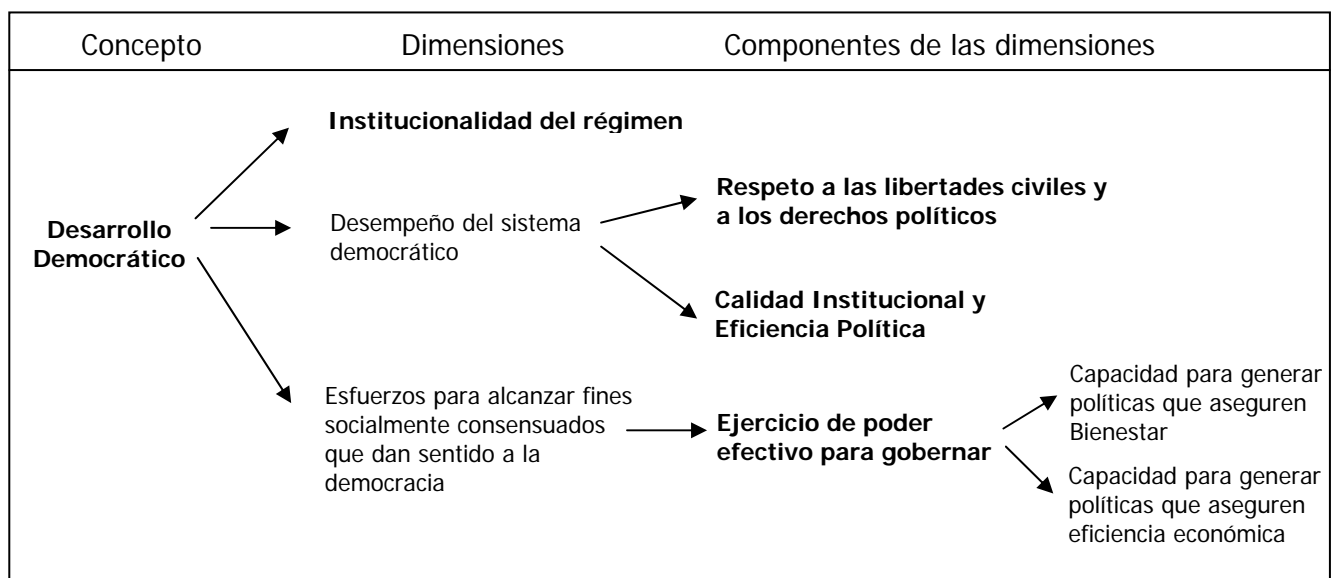 Concepto
Dimensiones
Componentes de las dimensiones
Desarrollo
Democrático
Institucionalidad del régimen
Desempeño del sistema
democrático
Respeto a las libertades civiles y
a los derechos políticos
Calidad Institucional y
Eficiencia Política
Esfuerzos para alcanzar fines
socialmente consensuados
que dan sentido a la
democracia
Ejercicio de poder
efectivo para gobernar
Capacidad para generar
políticas que aseguren
Bienestar
Capacidad para generar
políticas que aseguren
eficiencia económica